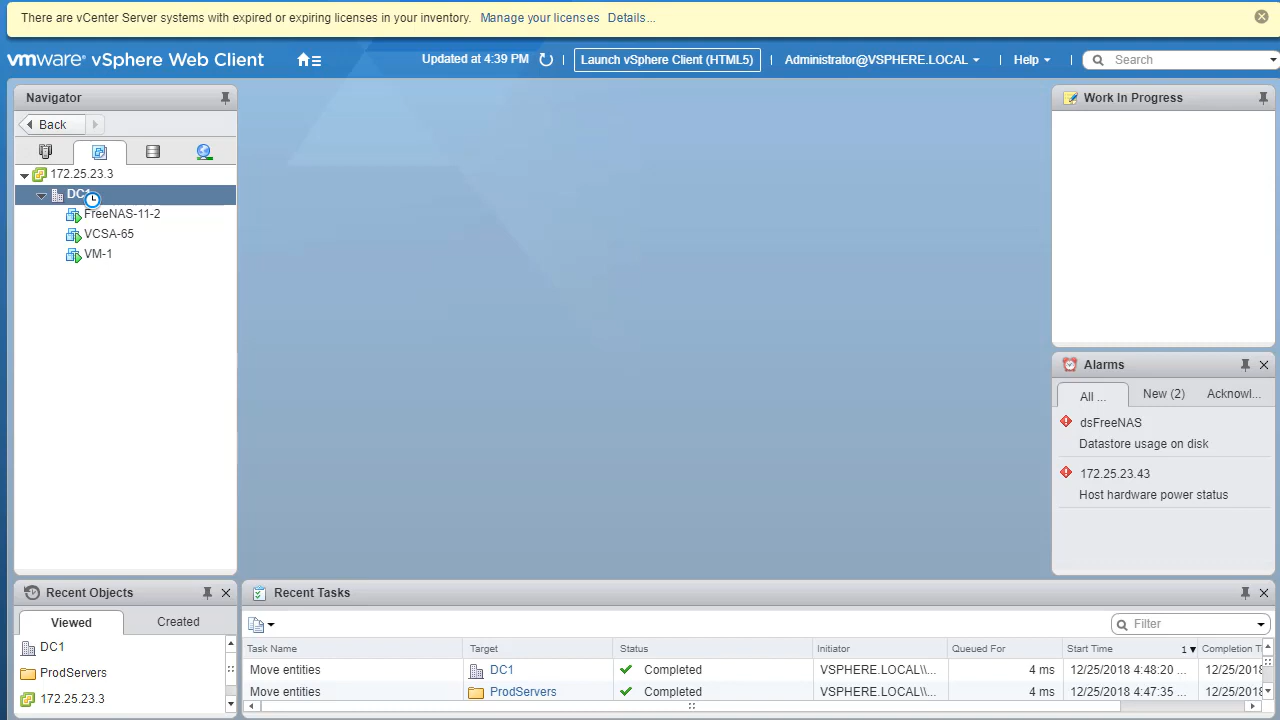 There are vCenter Server systems with expired or expiring licenses in your inventory. Manage your licenses Details...
vmware® vSphere Web Client
Updated at 4:39 PM
Launch vSphere Client (HTML5)
Administrator@VSPHERE.LOCAL
Help
Search
Navigator
Back
172.25.23.3
DC1
FreeNAS-11-2
VCSA-65
VM-1
Work In Progress
Alarms
All ...
New (2)
Acknowl...
dsFreeNAS
Datastore usage on disk
172.25.23.43
Host hardware power status
Recent Objects
Viewed
Created
DC1
ProdServers
172.25.23.3
Recent Tasks
Filter
Task Name Target Status Initiator Queued For Start Time 1 Completion T
Move entities DC1 Completed VSPHERE.LOCAL\\... 4 ms 12/25/2018 4:48:20 ... 12/25/2018
Move entities ProdServers Completed VSPHERE.LOCAL\\... 4 ms 12/25/2018 4:47:35 ... 12/25/2018